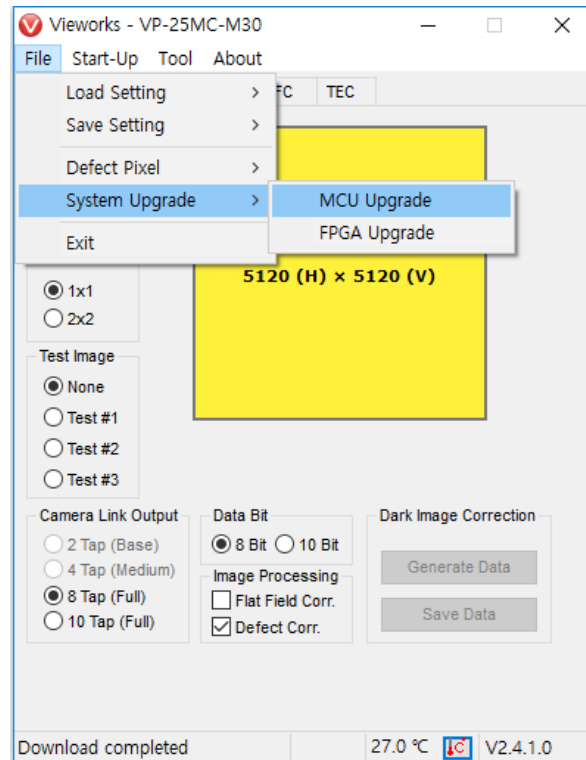 Vieworks - VP-25MC-M30
File Start-Up Tool About
FC TEC
Load Setting
Save Setting
Defect Pixel
System Upgrade
Exit
MCU Upgrade
FPGA Upgrade
5120 (H) × 5120 (V)
1x1
2x2
Test Image
None
Test #1
Test #2
Test #3
Camera Link Output
2 Tap (Base)
4 Tap (Medium)
8 Tap (Full)
10 Tap (Full)
Data Bit
8 Bit 10 Bit
Image Processing
Flat Field Corr.
Defect Corr.
Dark Image Correction
Generate Data
Save Data
Download completed 27.0 ℃ V2.4.1.0